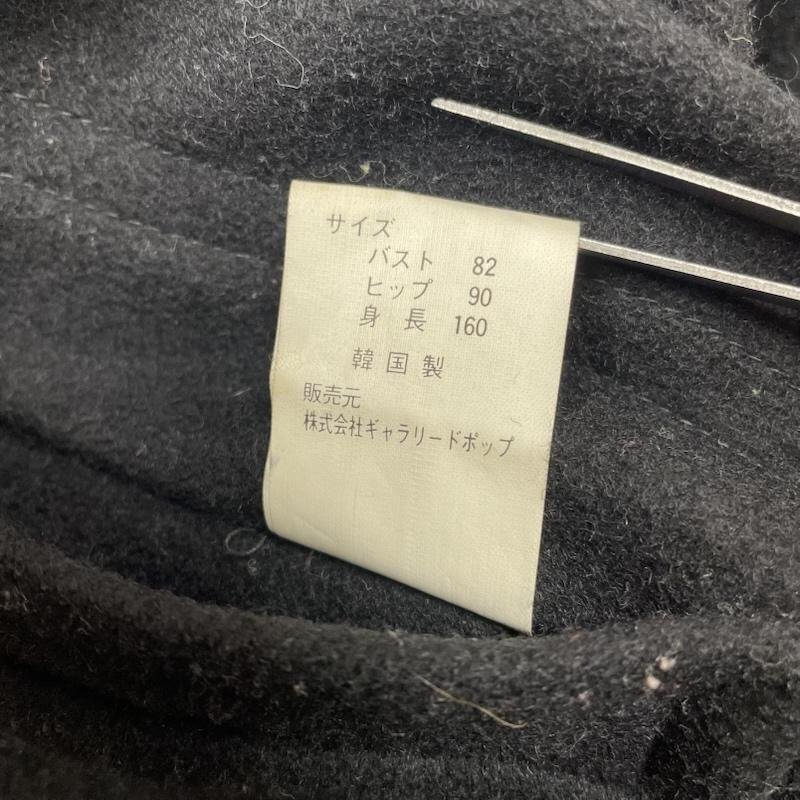 サイズ
バスト 82
ヒップ 90
身長 160
韓国製
販売元
株式会社ギャラリードポップ